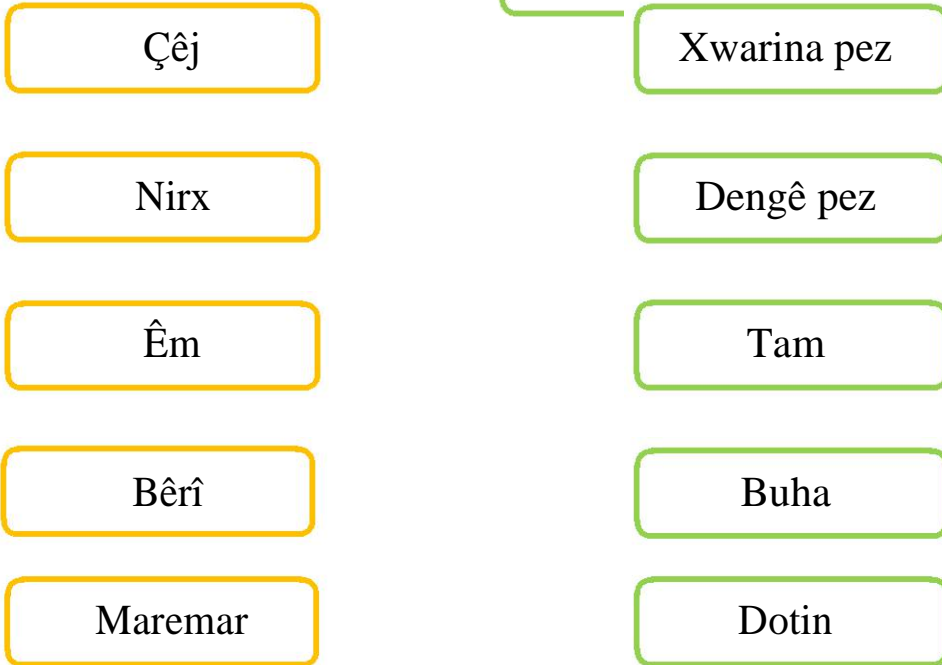 Çêj
Xwarina pez
Nirx
Dengê pez
Êm
Tam
Bêrî
Buha
Maremar
Dotin